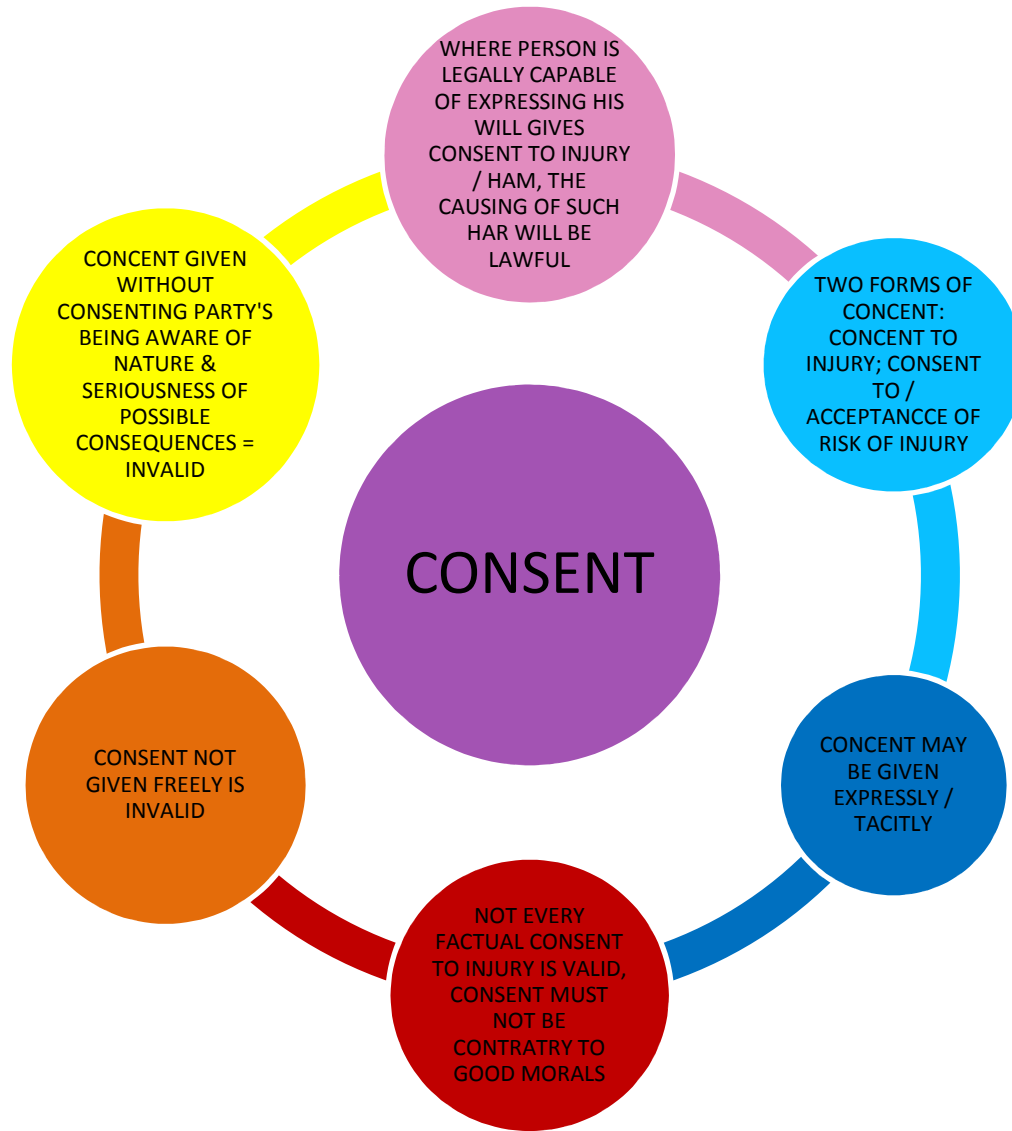 WHERE PERSON IS
LEGALLY CAPABLE
OF EXPRESSING HIS
WILL GIVES
CONSENT TO INJURY
/ HAM, THE
CAUSING OF SUCH
HAR WILL BE
LAWFUL
TWO FORMS OF
CONCENT:
CONCENT TO
INJURY; CONSENT
TO /
ACCEPTANCCE OF
RISK OF INJURY
CONCENT MAY
BE GIVEN
EXPRESSLY /
TACITLY
NOT EVERY
FACTUAL CONSENT
TO INJURY IS VALID,
CONSENT MUST
NOT BE
CONTRATRY TO
GOOD MORALS
CONSENT NOT
GIVEN FREELY IS
INVALID
CONCENT GIVEN
WITHOUT
CONSENTING PARTY'S
BEING AWARE OF
NATURE &
SERIOUSNESS OF
POSSIBLE
CONSEQUENCES =
INVALID
CONSENT